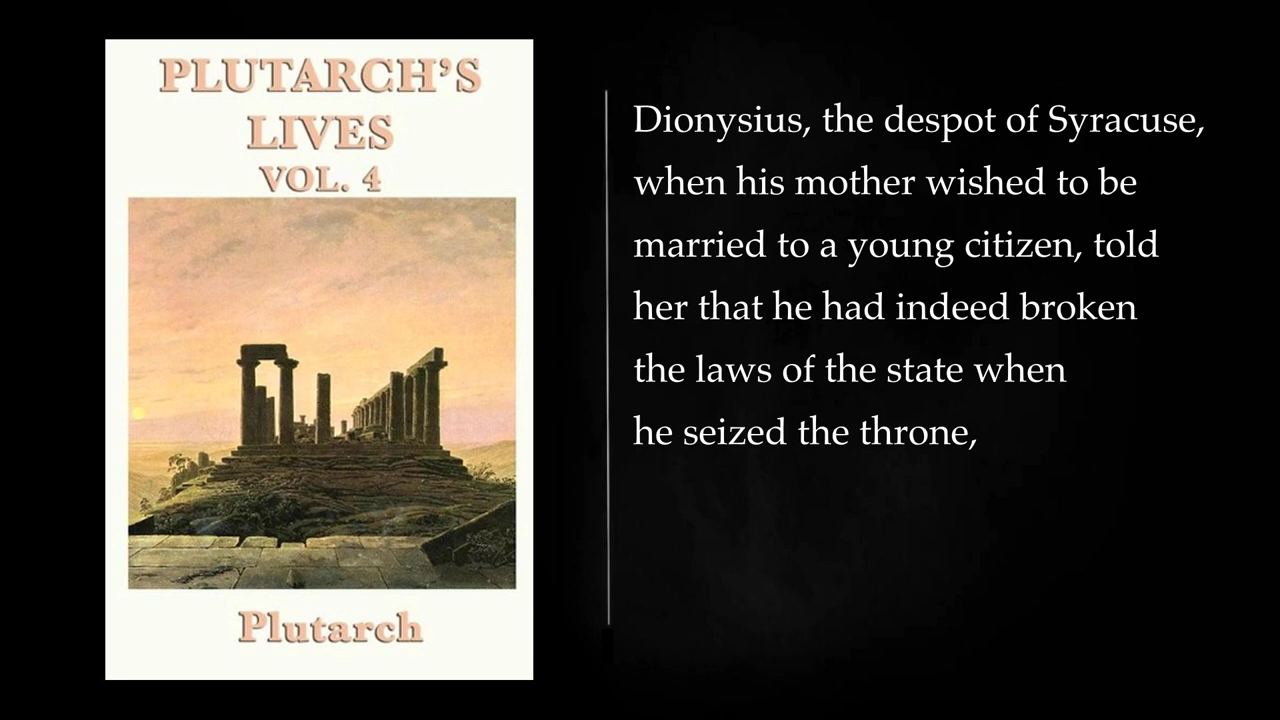 PLUTARCH'S
LIVES
VOL. 4
Plutarch
Dionysius, the despot of Syracuse,
when his mother wished to be
married to a young citizen, told
her that he had indeed broken
the laws of the state when
he seized the throne,